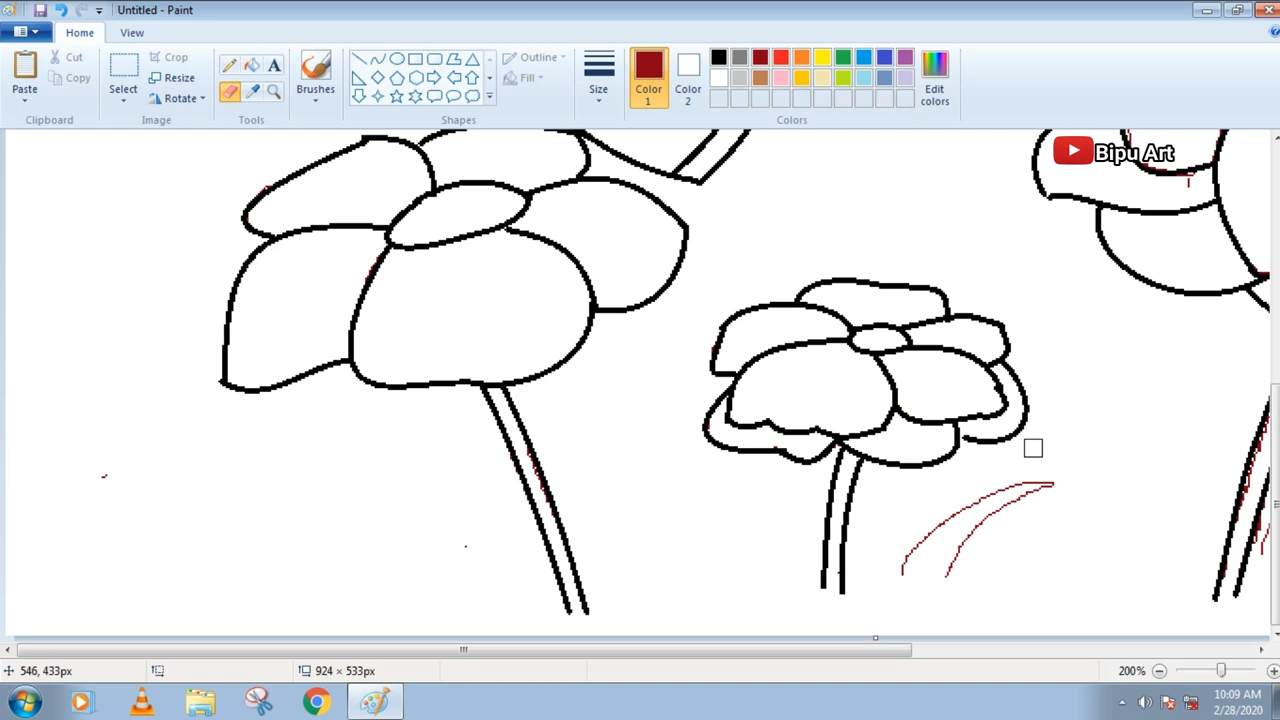 Untitled - Paint
Home
View
Paste
Cut
Copy
Clipboard
Select
Crop
Resize
Rotate
Image
A
Tools
Brushes
Outline
Fill
Shapes
Size
Color 1
Color 2
Edit colors
Colors
Bipu Art
546, 433px
924 × 533px
200%
10:09 AM
2/28/2020